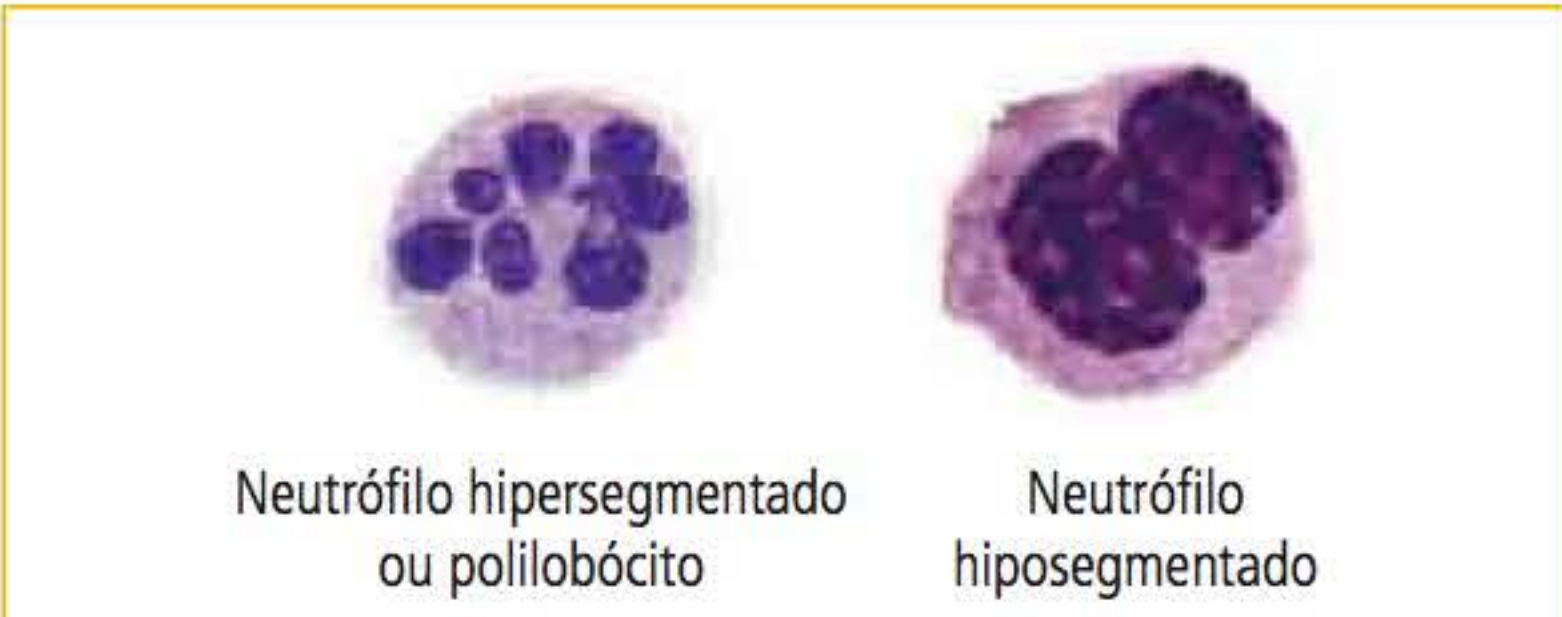 Neutrófilo hipersegmentado
ou polilobócito
Neutrófilo
hiposegmentado